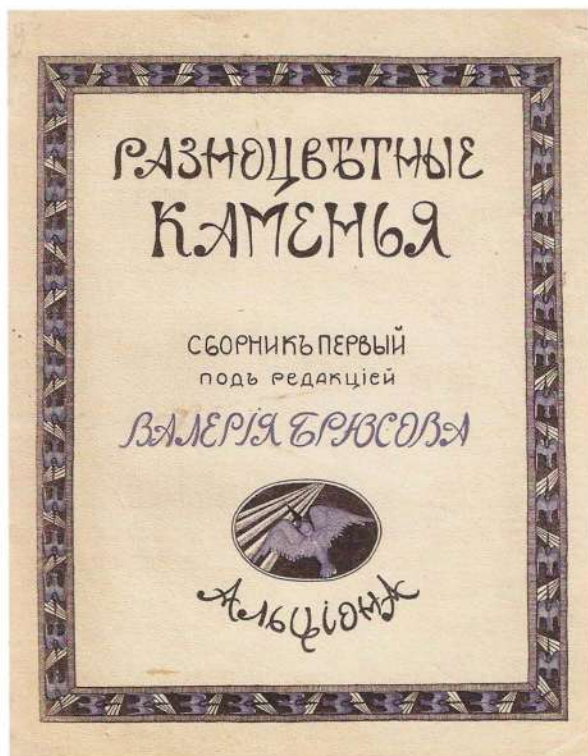 РАЗНОЦВѢТНЫЕ
КАМЕНЬЯ
СБОРНИКЪ ПЕРВЫЙ
ПОДЪ РЕДАКЦІЕЙ
ВАЛЕРІЯ БРЮСОВА
АЛЬЦІОНА